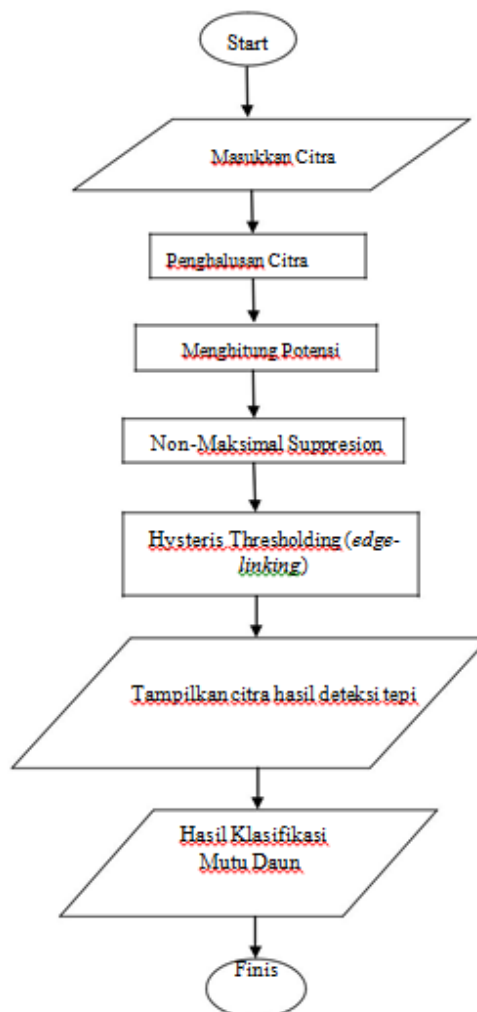 Start
Masukkan Citra
Penghalusan Citra
Menghitung Potensi
Non-Maksimal Suppresion
Hysteris Thresholding (edge-
linking)
Tampilkan citra hasil deteksi tepi
Hasil Klasifikasi
Mutu Daun
Finis